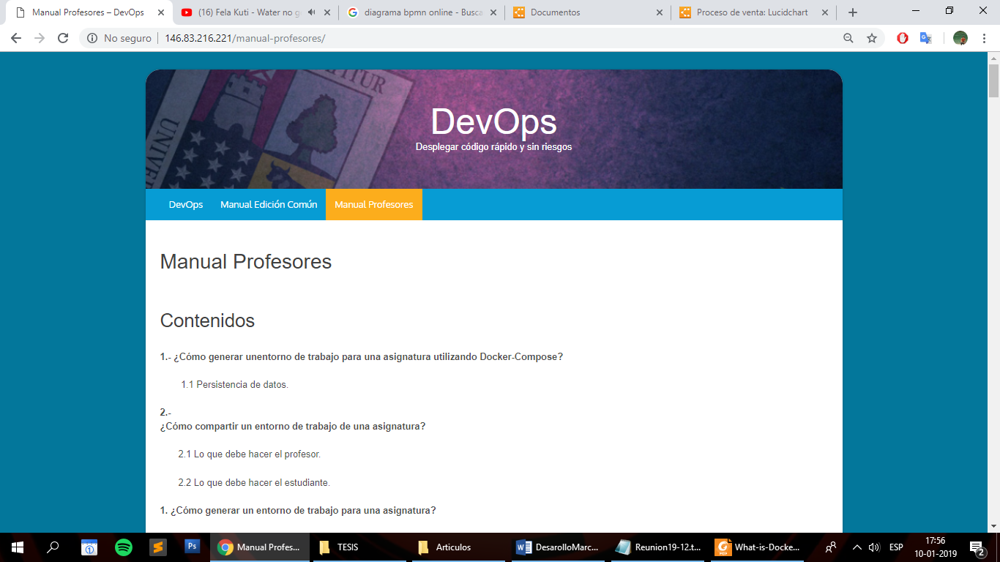 Manual Profesores – DevOps
(16) Fela Kuti - Water no g
diagrama bpmn online - Busca
Documentos
Proceso de venta: Lucidchart
No seguro
146.83.216.221/manual-profesores/
UNIVER
DevOps
Desplegar código rápido y sin riesgos
DevOps
Manual Edición Común
Manual Profesores
Manual Profesores
Contenidos
1.- ¿Cómo generar unentorno de trabajo para una asignatura utilizando Docker-Compose?
1.1 Persistencia de datos.
2.-
¿Cómo compartir un entorno de trabajo de una asignatura?
2.1 Lo que debe hacer el profesor.
2.2 Lo que debe hacer el estudiante.
1. ¿Cómo generar un entorno de trabajo para una asignatura?
Ps
Manual Profes...
TESIS
Articulos
DesarolloMarc...
Reunion19-12.t...
What-is-Docke...
ESP
17:56
10-01-2019
2